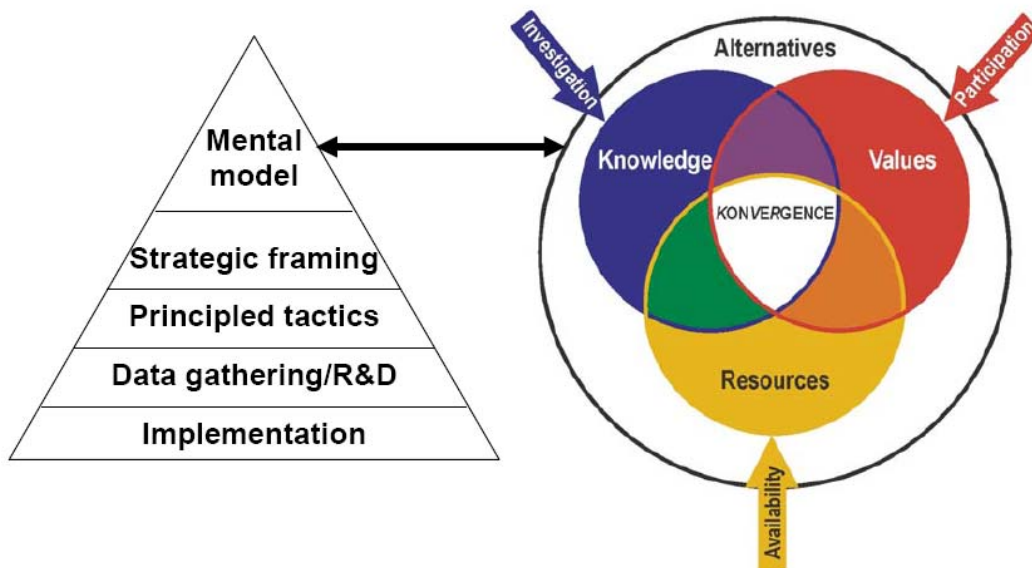 Mental
model
Strategic framing
Principled tactics
Data gathering/R&D
Implementation
Investigation
Alternatives
Participation
Knowledge
Values
KONVERGENCE
Resources
Availability